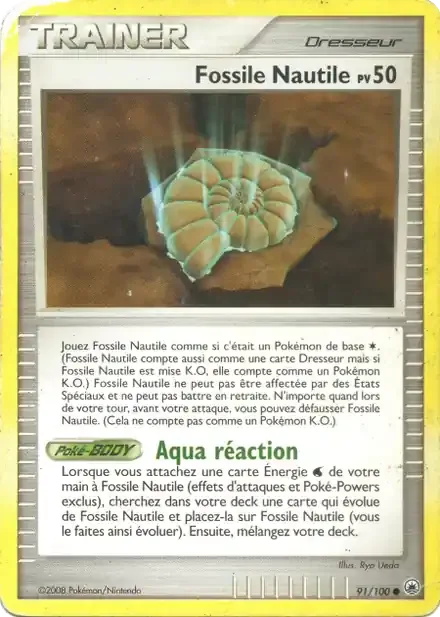 TRAINER
Dresseur
Fossile Nautile PV 50
Jouez Fossile Nautile comme si c'était un Pokémon de base.
(Fossile Nautile compte aussi comme une carte Dresseur mais si
Fossile Nautile est mise K.O, elle compte comme un Pokémon
K.O.) Fossile Nautile ne peut pas être affectée par des États
Spéciaux et ne peut pas battre en retraite. N'importe quand lors
de votre tour, avant votre attaque, vous pouvez défausser Fossile
Nautile. (Cela ne compte pas comme un Pokémon K.O.)
Poké-BODY Aqua réaction
Lorsque vous attachez une carte Énergie de votre
main à Fossile Nautile (effets d'attaques et Poké-Powers
exclus), cherchez dans votre deck une carte qui évolue
de Fossile Nautile et placez-la sur Fossile Nautile (vous
le faites ainsi évoluer). Ensuite, mélangez votre deck.
Illus. Ryo Ueda
©2008 Pokémon/Nintendo
91/100